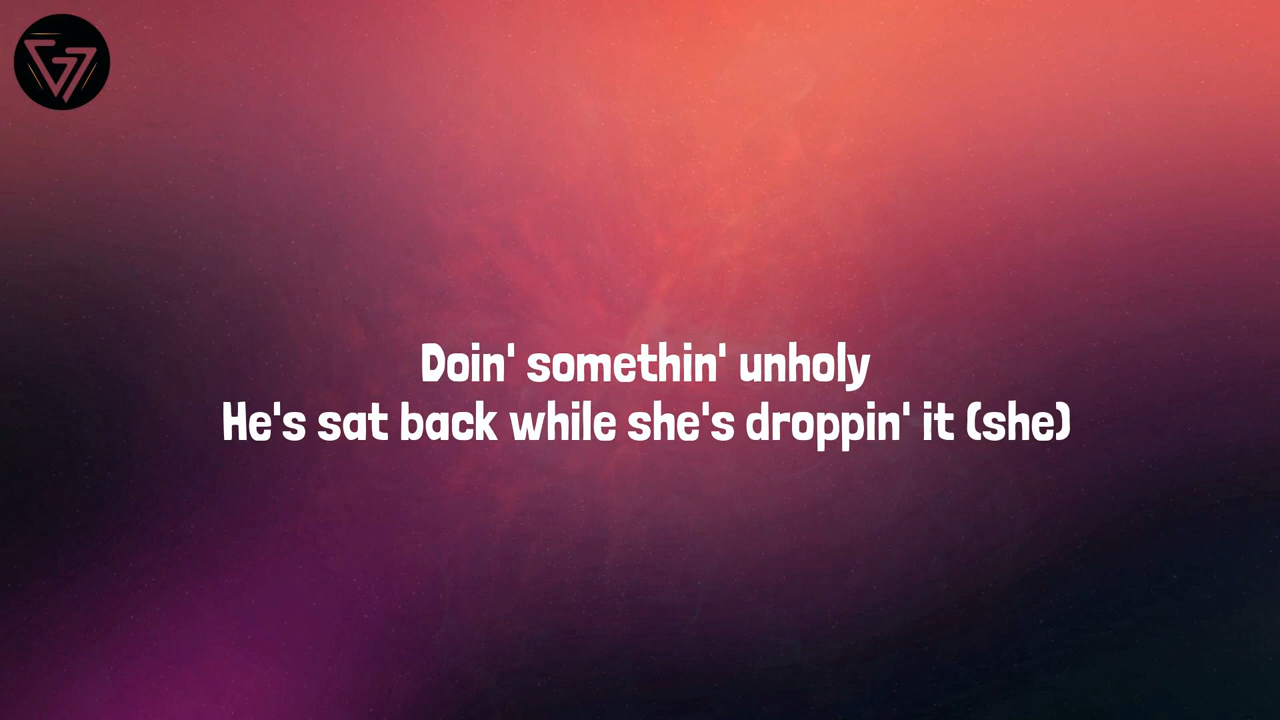 Doin' somethin' unholy
He's sat back while she's droppin' it (she)